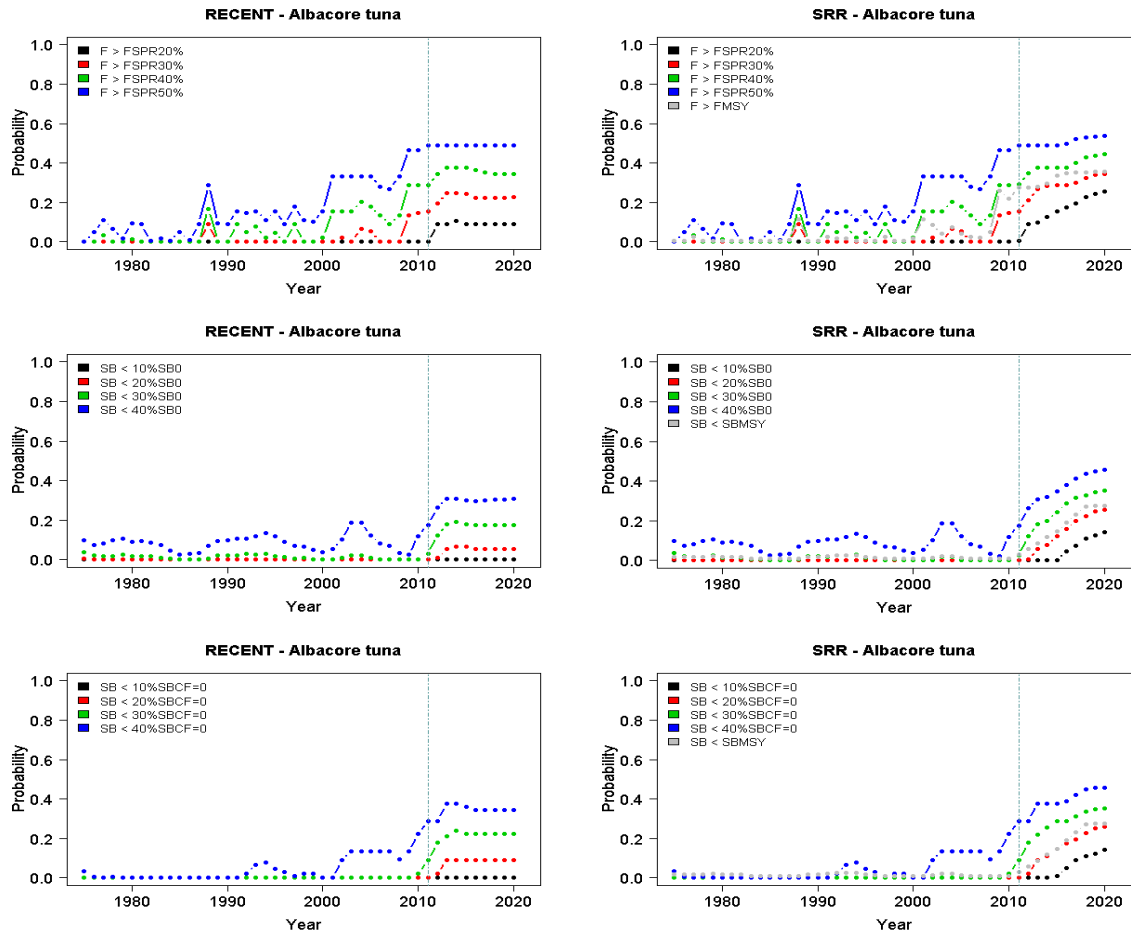 RECENT - Albacore tuna
1.0
0.8
0.6
0.4
0.2
0.0
Probability
F > FSPR20%
F > FSPR30%
F > FSPR40%
F > FSPR50%
1980 1990 2000 2010 2020
Year
SRR - Albacore tuna
1.0
0.8
0.6
0.4
0.2
0.0
Probability
F > FSPR20%
F > FSPR30%
F > FSPR40%
F > FSPR50%
F > FMSY
1980 1990 2000 2010 2020
Year
RECENT - Albacore tuna
1.0
0.8
0.6
0.4
0.2
0.0
Probability
SB < 10%SB0
SB < 20%SB0
SB < 30%SB0
SB < 40%SB0
1980 1990 2000 2010 2020
Year
SRR - Albacore tuna
1.0
0.8
0.6
0.4
0.2
0.0
Probability
SB < 10%SB0
SB < 20%SB0
SB < 30%SB0
SB < 40%SB0
SB < SBMSY
1980 1990 2000 2010 2020
Year
RECENT - Albacore tuna
1.0
0.8
0.6
0.4
0.2
0.0
Probability
SB < 10%SBCF=0
SB < 20%SBCF=0
SB < 30%SBCF=0
SB < 40%SBCF=0
1980 1990 2000 2010 2020
Year
SRR - Albacore tuna
1.0
0.8
0.6
0.4
0.2
0.0
Probability
SB < 10%SBCF=0
SB < 20%SBCF=0
SB < 30%SBCF=0
SB < 40%SBCF=0
SB < SBMSY
1980 1990 2000 2010 2020
Year